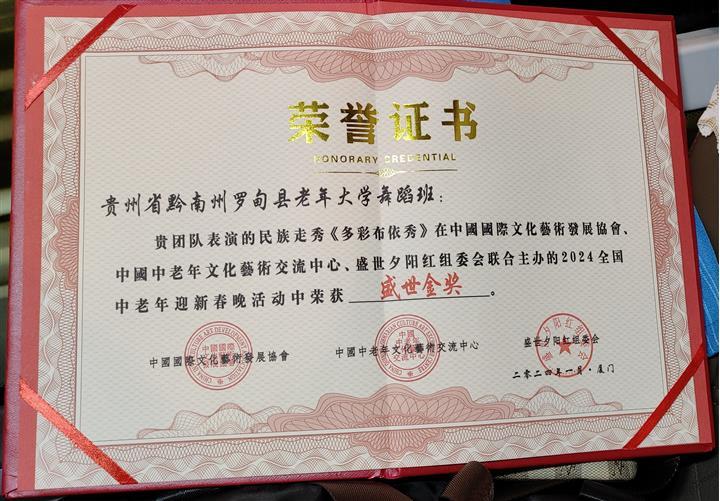 荣誉证书
HONORARY CREDENTIAL
贵州省黔南州罗甸县老年大学舞蹈班：
贵团队表演的民族走秀《多彩布依秀》在中國國際文化藝術發展協會、
中國中老年文化藝術交流中心、盛世夕阳红组委会联合主办的2024全国
中老年迎新春晚活动中荣获 盛世金奖 。
中國國際文化藝術發展協會 中國中老年文化藝術交流中心 盛世夕阳红组委会
二〇二四年一月·厦门